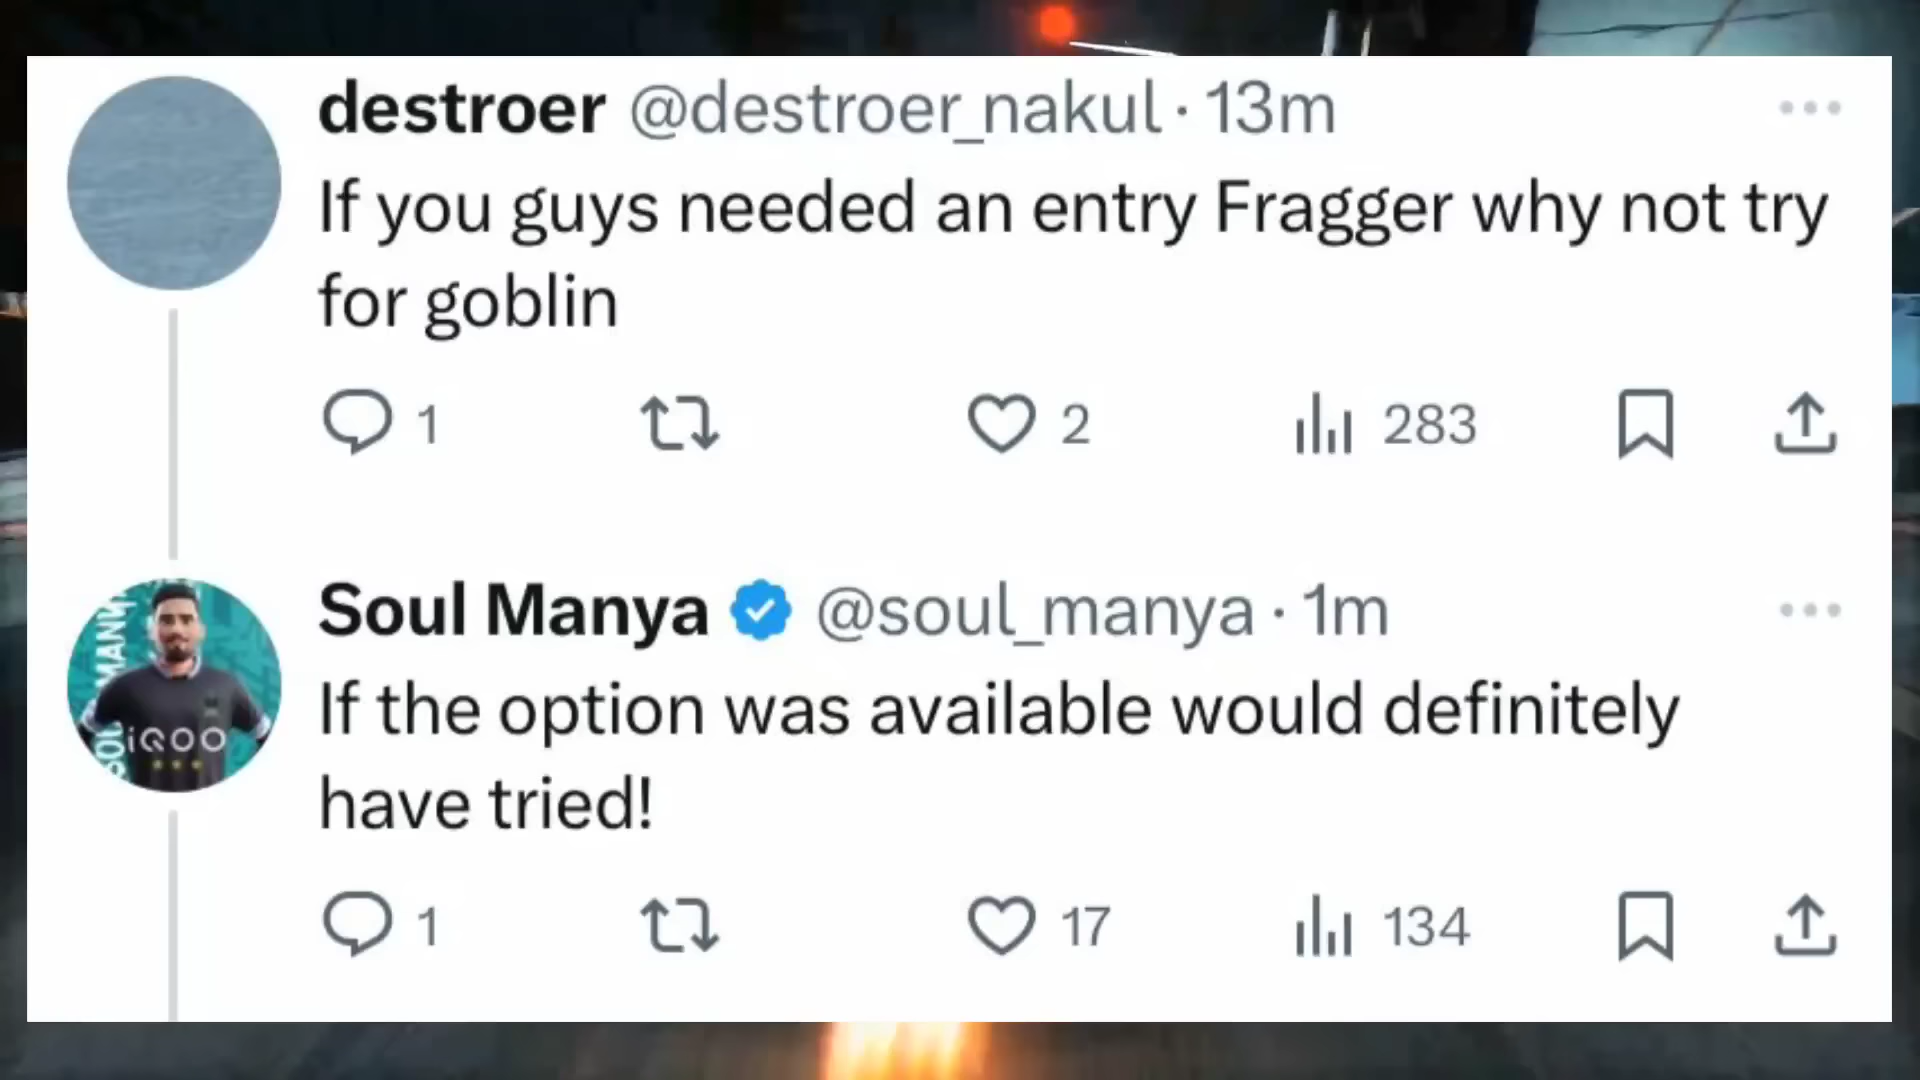 destroer @destroer_nakul · 13m
If you guys needed an entry Fragger why not try
for goblin
1 2 283
Soul Manya @soul_manya · 1m
If the option was available would definitely
have tried!
1 17 134
iQOO